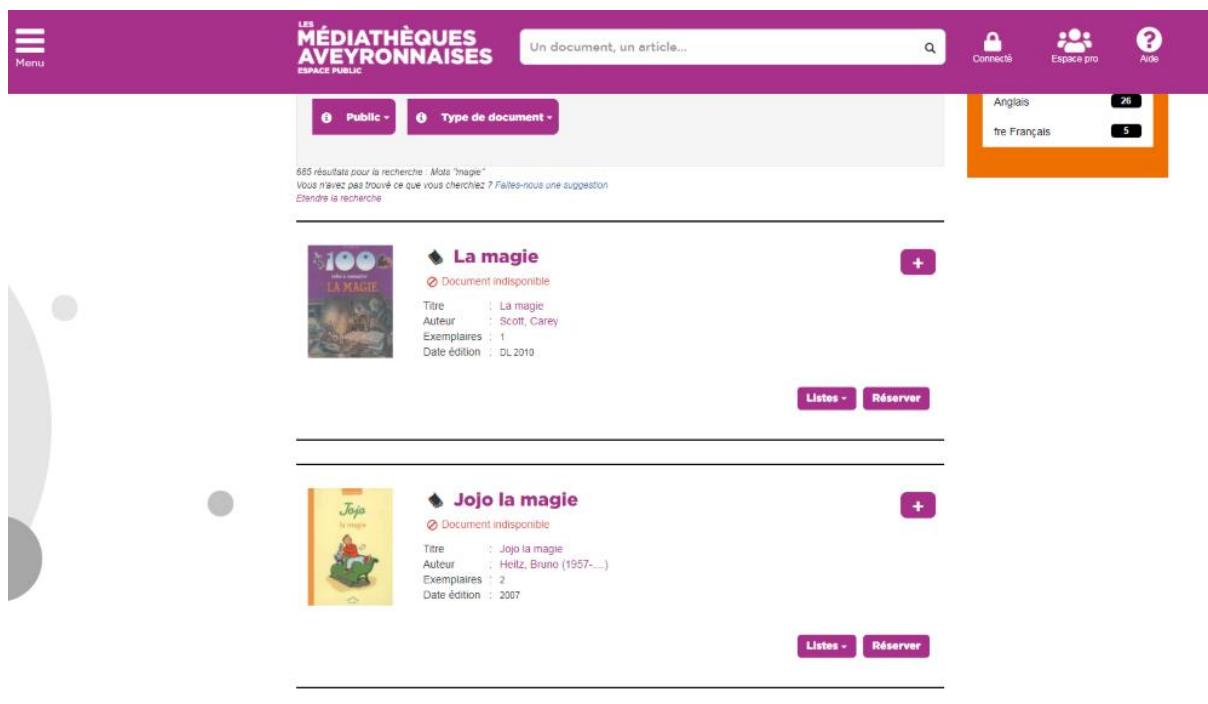 Menu
LES
MÉDIATHÈQUES
AVEYRONNAISES
ESPACE PUBLIC
Un document, un article...
Connecté
Espace pro
Aide
Public
Type de document
Anglais 26
fre Français 5
685 résultats pour la recherche : Mots "magie"
Vous n'avez pas trouvé ce que vous cherchiez ? Faites-nous une suggestion
Etendre la recherche
100
LA MAGIE
La magie
+
Document indisponible
Titre : La magie
Auteur : Scott, Carey
Exemplaires : 1
Date édition : DL 2010
Listes
Réserver
Jojo
la magie
Jojo la magie
+
Document indisponible
Titre : Jojo la magie
Auteur : Heitz, Bruno (1957-....)
Exemplaires : 2
Date édition : 2007
Listes
Réserver